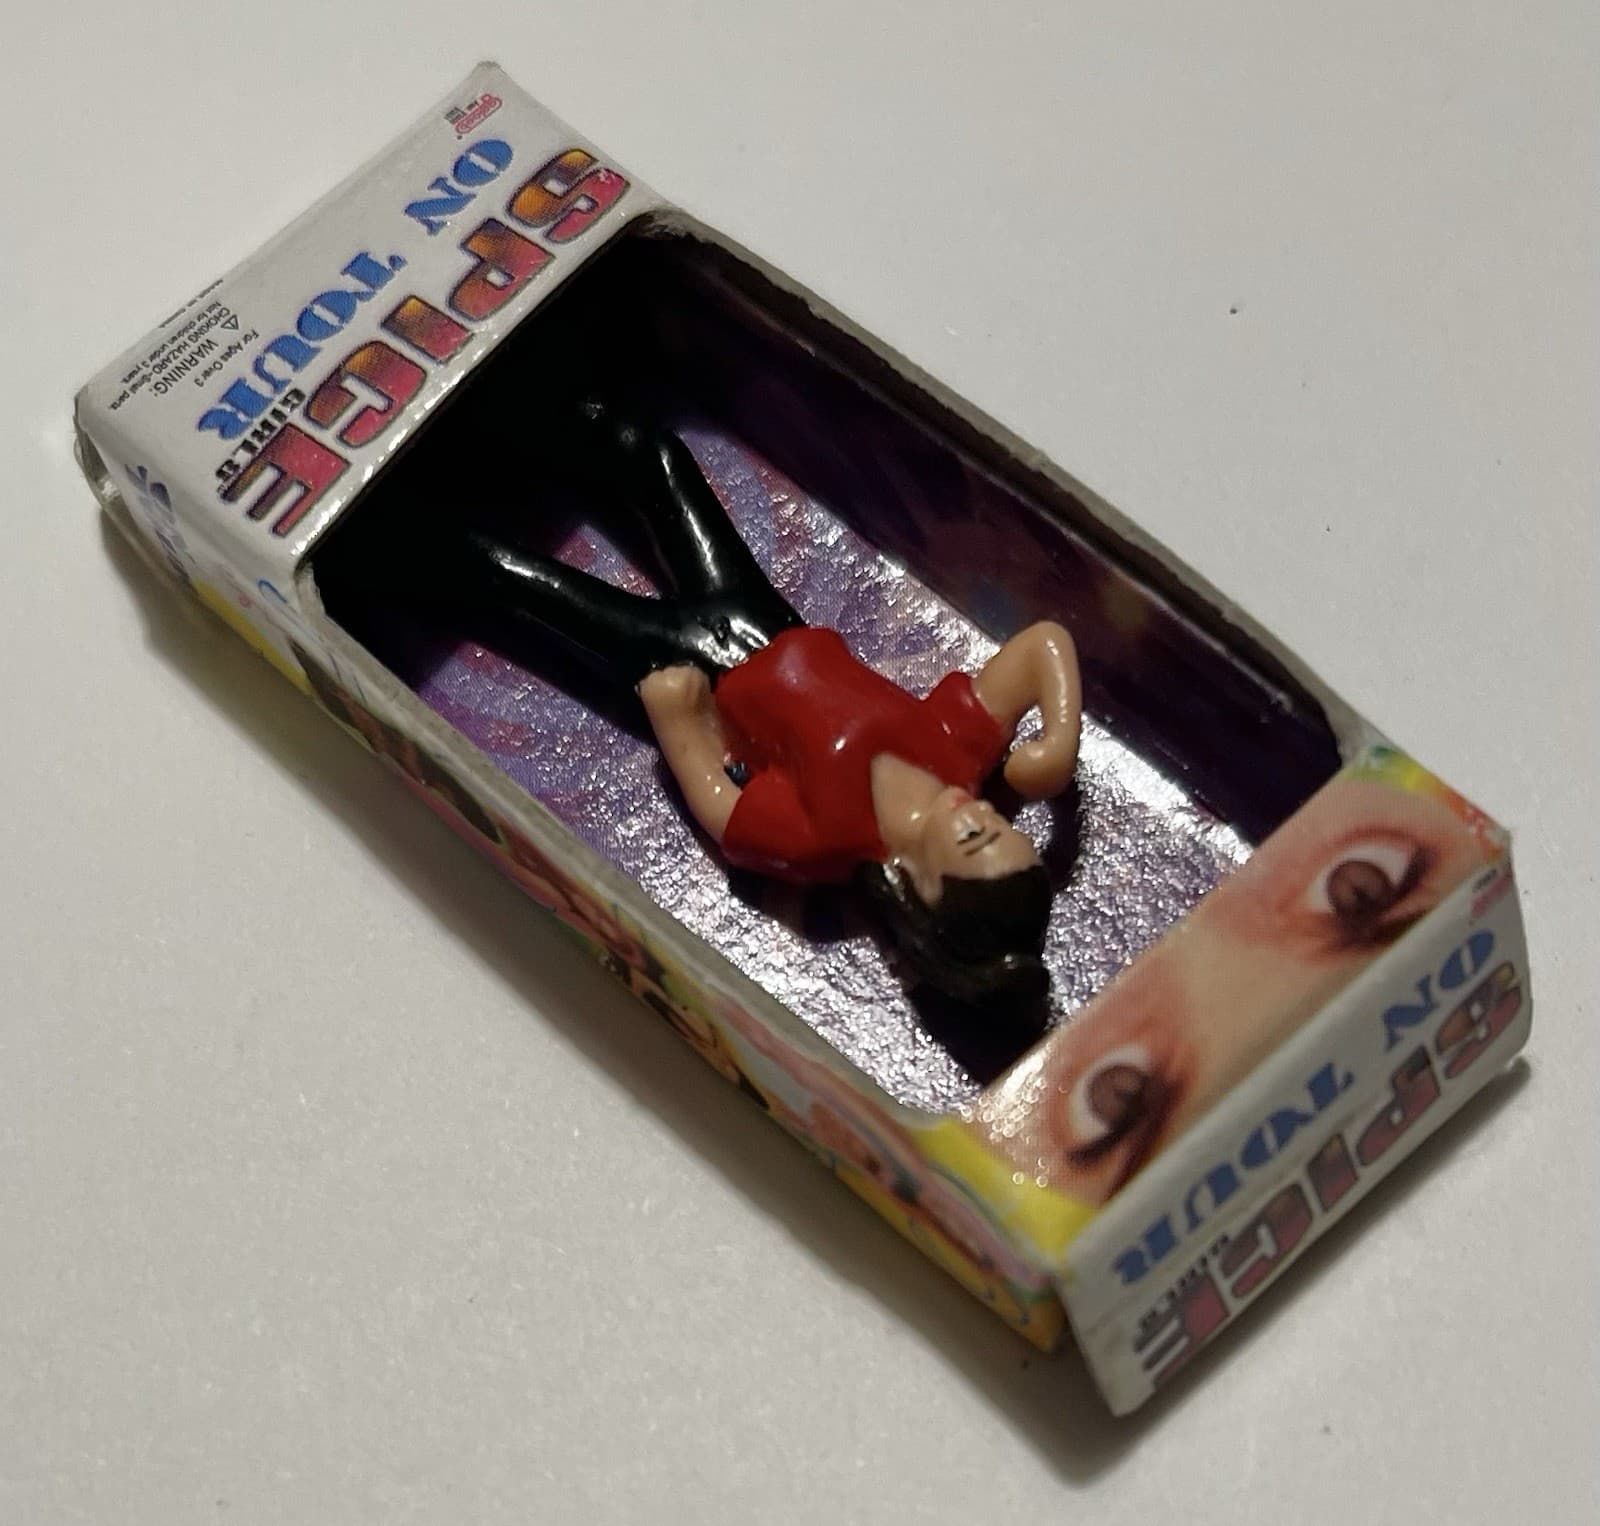 SPICE
GIRLS
ON TOUR
For Ages Over 3
WARNING:
CHOKING HAZARD-Small parts.
Not for children under 3 years.
SPICE
GIRLS
ON TOUR